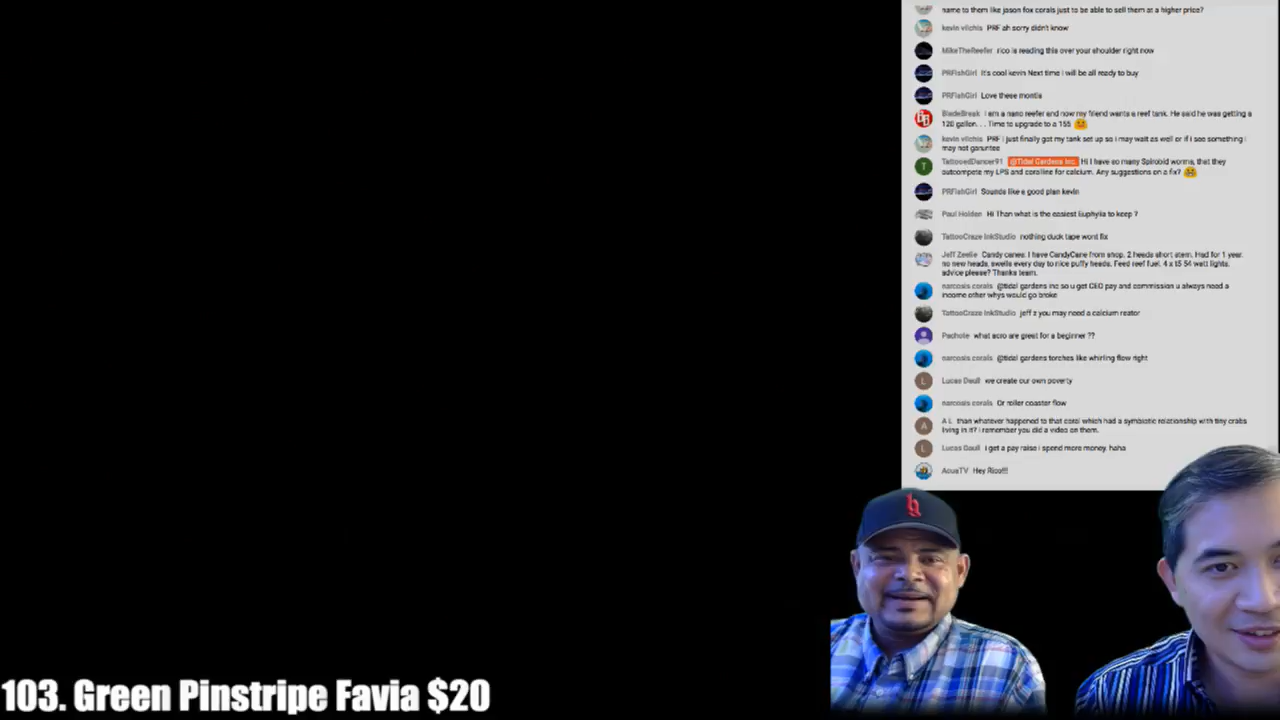 name to them like jason fox corals just to be able to sell them at a higher price?
kevin vilchis PRF ah sorry didn't know
MikeTheReefer rico is reading this over your shoulder right now
PRFishGirl It's cool kevin Next time i will be all ready to buy
PRFishGirl Love these montis
BladeBreak i am a nano reefer and now my friend wants a reef tank. He said he was getting a
120 gallon. . . Time to upgrade to a 155
kevin vilchis PRF i just finally got my tank set up so i may wait as well or if i see something i
may not garuntee
T TattooedDancer91 @Tidal Gardens Inc. Hi I have so many Spirobid worms, that they
outcompete my LPS and coralline for calcium. Any suggestions on a fix?
PRFishGirl Sounds like a good plan kevin
Paul Holden Hi Than what is the easiest Euphyllia to keep ?
TattooCraze InkStudio nothing duck tape wont fix
Jeff Zeelie Candy canes: I have CandyCane from shop, 2 heads short stem. Had for 1 year,
no new heads, swells every day to nice puffy heads. Feed reef fuel. 4 x t5 54 watt lights.
advice please? Thanks team.
narcosis corals @tidal gardens inc so u get CEO pay and commission u always need a
income other whys would go broke
TattooCraze InkStudio jeff z you may need a calcium reator
Pachole what acro are great for a beginner ??
narcosis corals @tidal gardens torches like whirling flow right
L Lucas Daull we create our own poverty
narcosis corals Or roller coaster flow
A A L than whatever happened to that coral which had a symbiotic relationship with tiny crabs
living in it? i remember you did a video on them.
L Lucas Daull i get a pay raise i spend more money. haha
AquaTV Hey Rico!!!
103. Green Pinstripe Favia $20